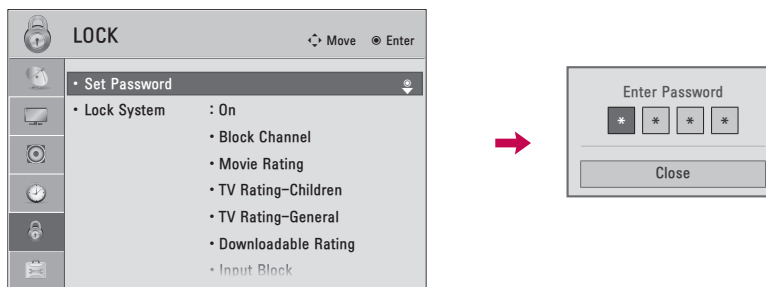 LOCK
Move Enter
• Set Password
• Lock System : On
• Block Channel
• Movie Rating
• TV Rating-Children
• TV Rating-General
• Downloadable Rating
• Input Block
Enter Password
* * * *
Close